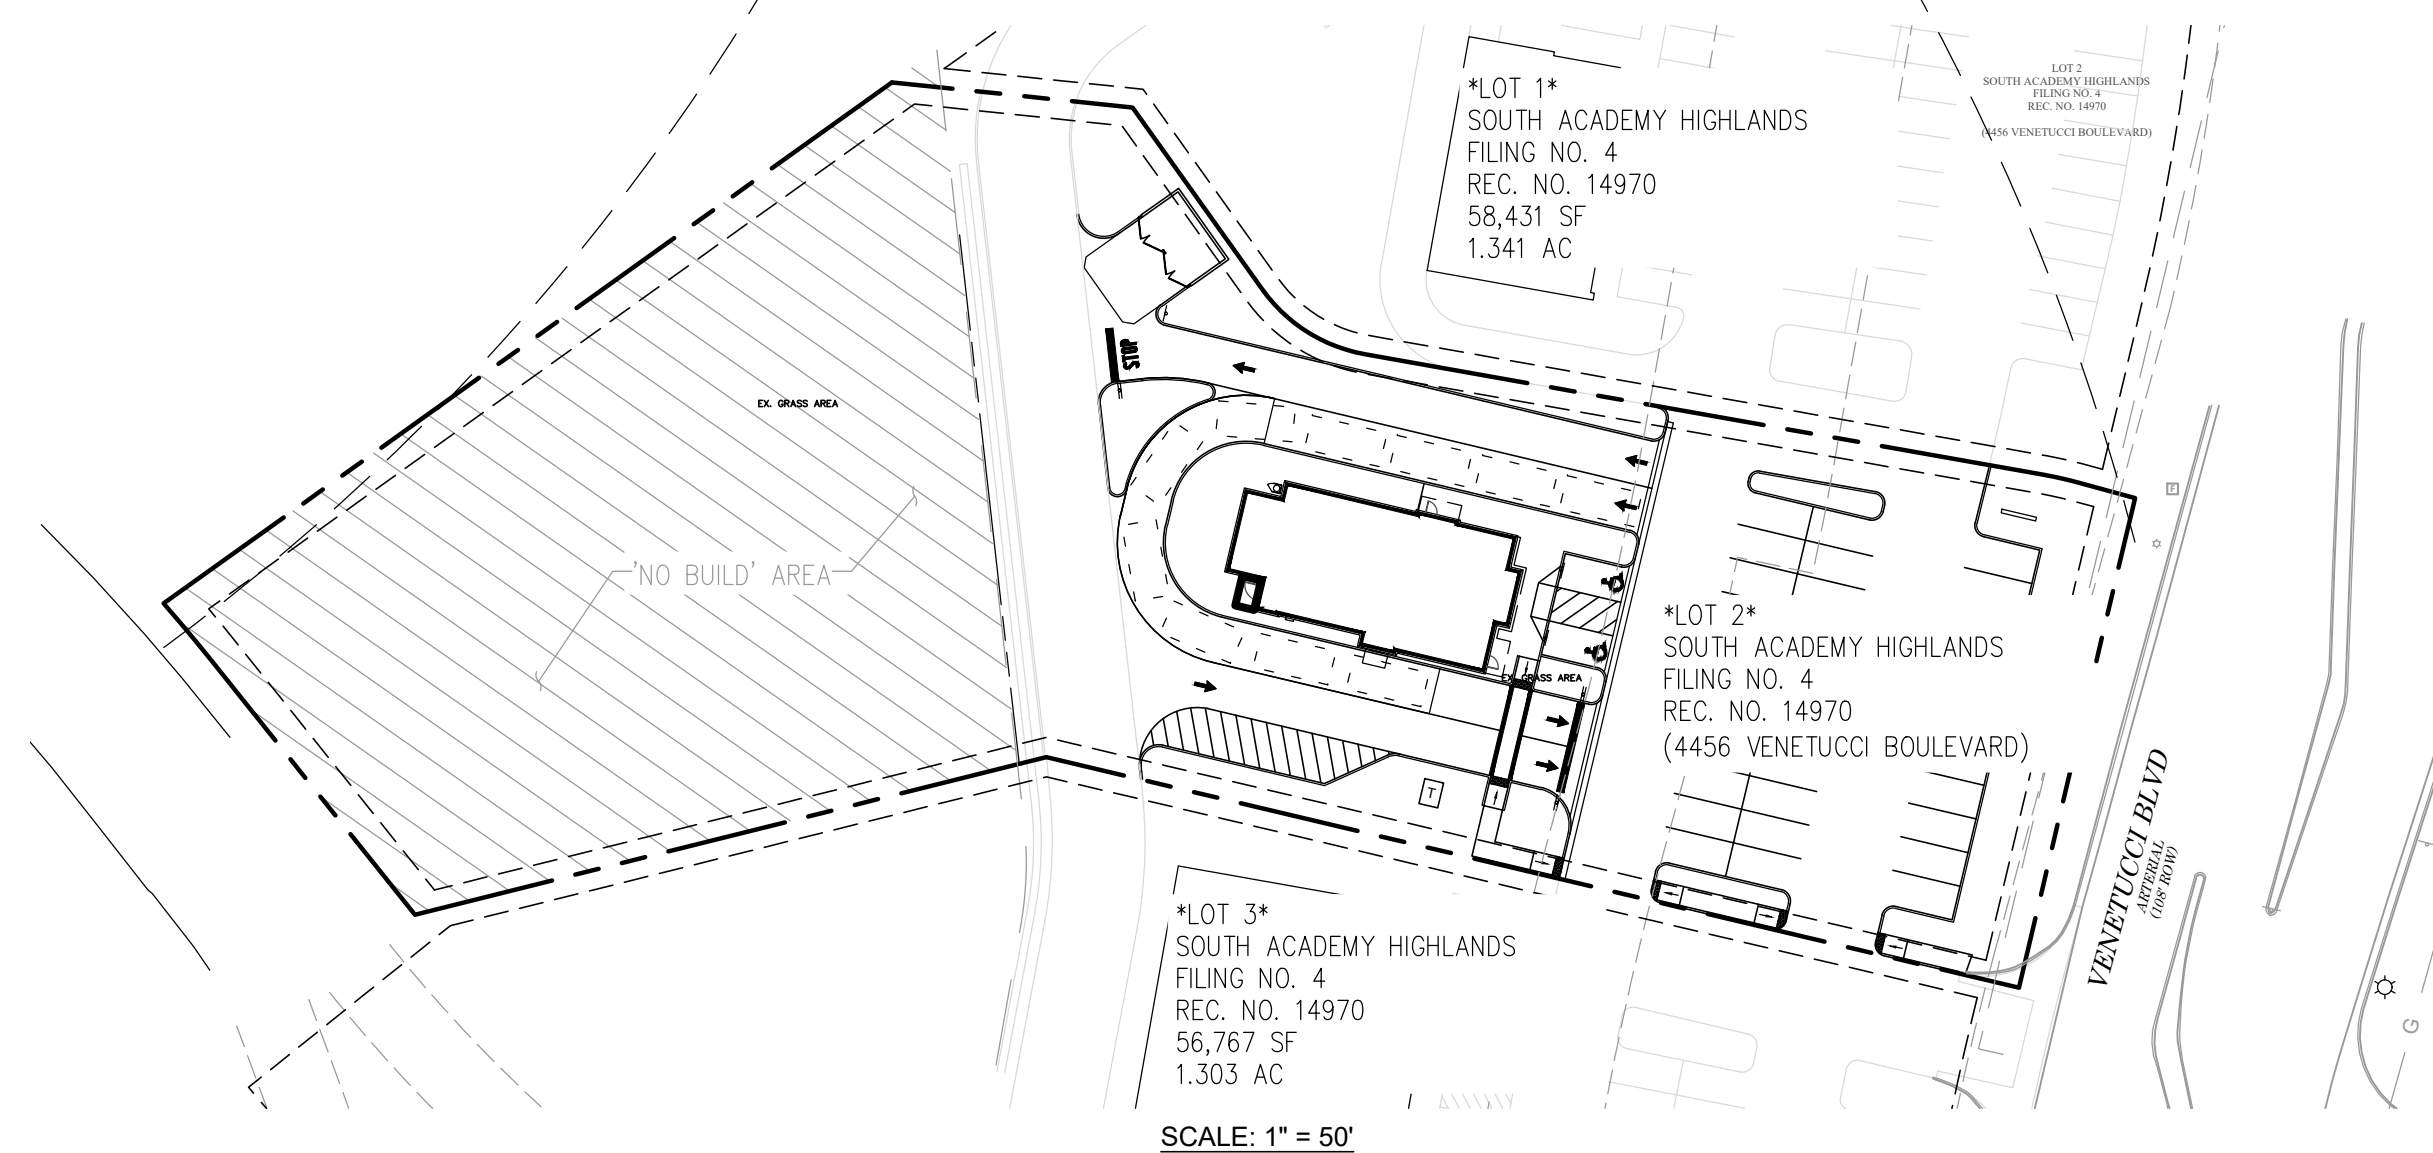 *LOT 1*
SOUTH ACADEMY HIGHLANDS
FILING NO. 4
REC. NO. 14970
58,431 SF
1.341 AC
LOT 2
SOUTH ACADEMY HIGHLANDS
FILING NO. 4
REC. NO. 14970
(4456 VENETUCCI BOULEVARD)
STOP
EX. GRASS AREA
'NO BUILD' AREA
F
*LOT 2*
SOUTH ACADEMY HIGHLANDS
FILING NO. 4
REC. NO. 14970
(4456 VENETUCCI BOULEVARD)
EX. GRASS AREA
T
VENETUCCI BLVD
ARTERIAL
(108' ROW)
*LOT 3*
SOUTH ACADEMY HIGHLANDS
FILING NO. 4
REC. NO. 14970
56,767 SF
1.303 AC
G
SCALE: 1" = 50'